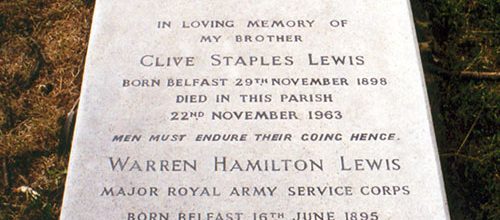 IN LOVING MEMORY OF
MY BROTHER
CLIVE STAPLES LEWIS
BORN BELFAST 29TH NOVEMBER 1898
DIED IN THIS PARISH
22ND NOVEMBER 1963
MEN MUST ENDURE THEIR GOING HENCE.
WARREN HAMILTON LEWIS
MAJOR ROYAL ARMY SERVICE CORPS
BORN BELFAST 16TH JUNE 1895